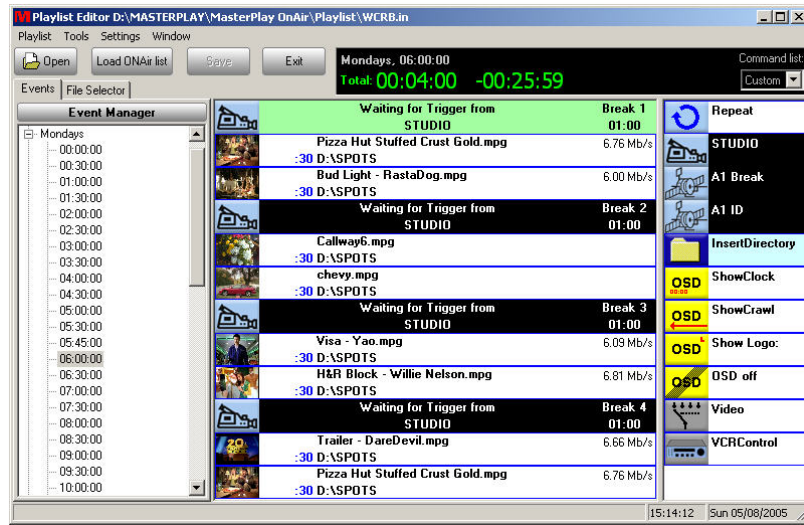 Playlist Editor D:\MASTERPLAY\MasterPlay OnAir\Playlist\WCRB.in
Playlist Tools Settings Window
Open Load ONAir list Save Exit
Mondays, 06:00:00
Total: 00:04:00 -00:25:59
Command list:
Custom
Events File Selector
Event Manager
Mondays
00:00:00
00:30:00
01:00:00
01:30:00
02:00:00
02:30:00
03:00:00
03:30:00
04:00:00
04:30:00
05:00:00
05:30:00
05:45:00
06:00:00
06:30:00
07:00:00
07:30:00
08:00:00
08:30:00
09:00:00
09:30:00
10:00:00
Waiting for Trigger from Break 1
STUDIO 01:00
Pizza Hut Stuffed Crust Gold.mpg 6.76 Mb/s
:30 D:\SPOTS
Bud Light - RastaDog.mpg 6.00 Mb/s
:30 D:\SPOTS
Waiting for Trigger from Break 2
STUDIO 01:00
Callway6.mpg
:30 D:\SPOTS
chevy.mpg
:30 D:\SPOTS
Waiting for Trigger from Break 3
STUDIO 01:00
Visa - Yao.mpg 6.09 Mb/s
:30 D:\SPOTS
H&R Block - Willie Nelson.mpg 6.81 Mb/s
:30 D:\SPOTS
Waiting for Trigger from Break 4
STUDIO 01:00
Trailer - DareDevil.mpg 6.66 Mb/s
:30 D:\SPOTS
Pizza Hut Stuffed Crust Gold.mpg 6.76 Mb/s
:30 D:\SPOTS
Repeat
STUDIO
A1 Break
A1 ID
InsertDirectory
OSD ShowClock
OSD ShowCrawl
OSD Show Logo:
OSD OSD off
Video
VCRControl
15:14:12 Sun 05/08/2005